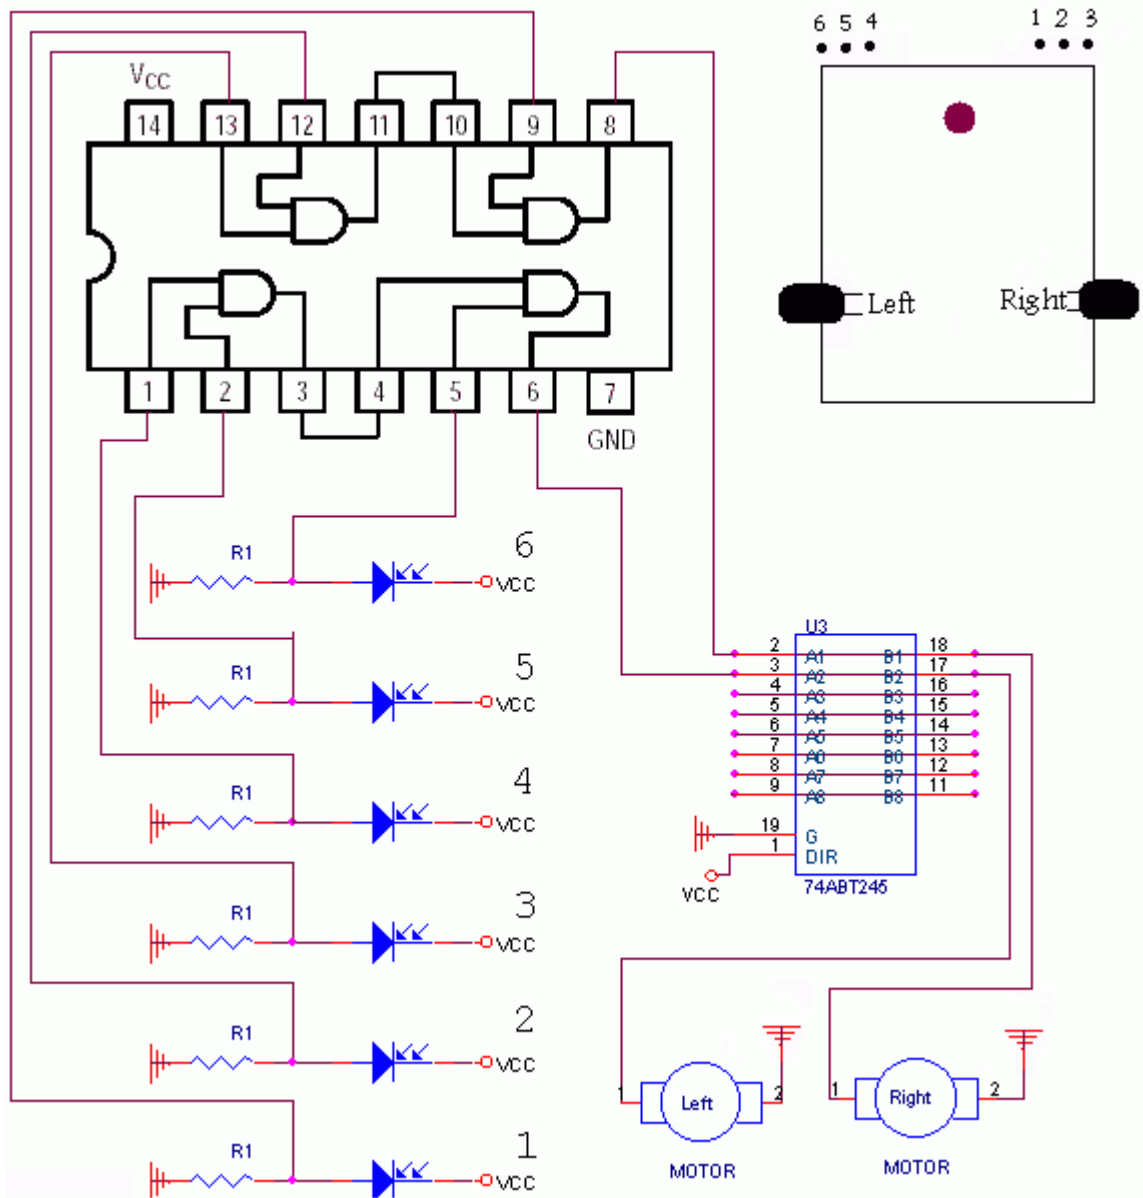 6 5 4
1 2 3
VCC
14 13 12 11 10 9 8
Left
Right
1 2 3 4 5 6 7
GND
6
R1
VCC
5
R1
VCC
4
R1
VCC
3
R1
VCC
2
R1
VCC
1
R1
VCC
U3
2 A1 B1 18
3 A2 B2 17
4 A3 B3 16
5 A4 B4 15
6 A5 B5 14
7 A6 B6 13
8 A7 B7 12
9 A8 B8 11
19 G
1 DIR
VCC
74ABT245
1 Left 2
MOTOR
1 Right 2
MOTOR